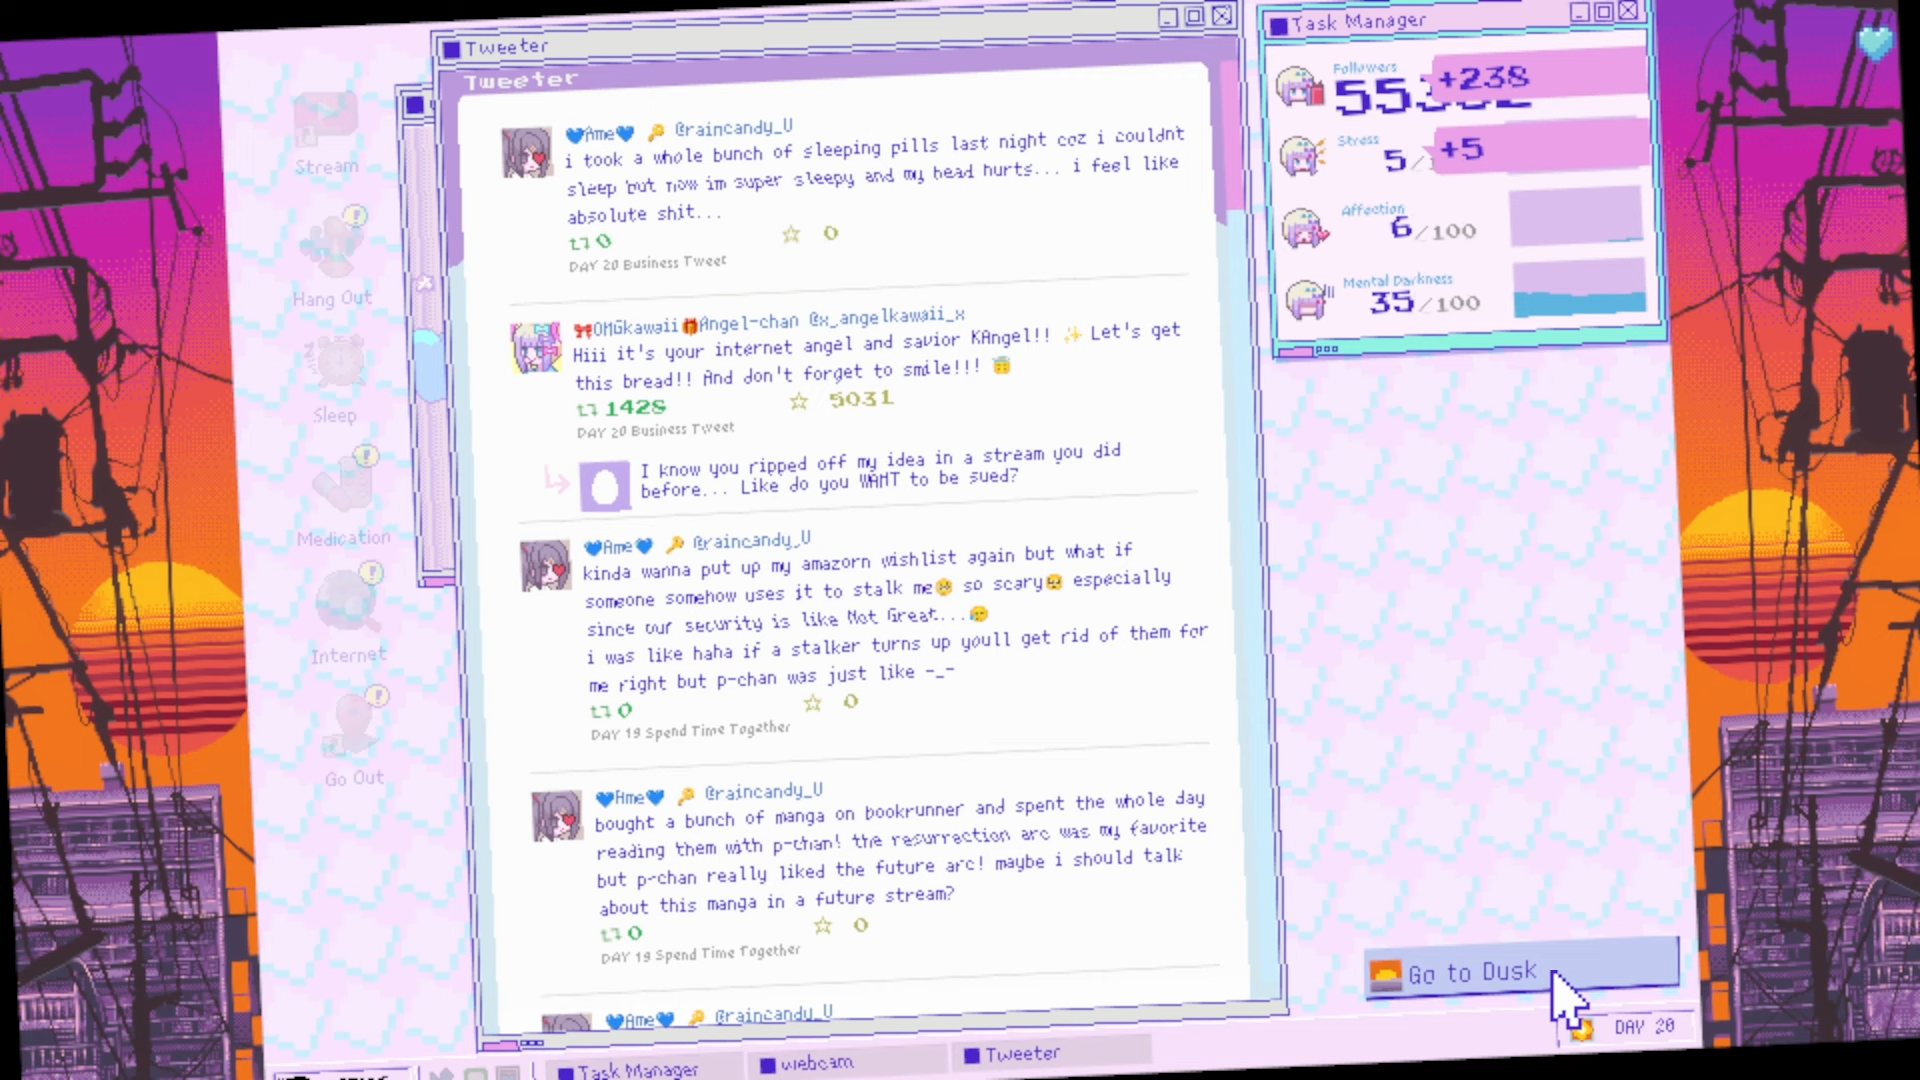 Tweeter
Tweeter
Ame @raincandy_U
i took a whole bunch of sleeping pills last night coz i couldnt
sleep but now im super sleepy and my head hurts... i feel like
absolute shit...
0 ☆ 0
DAY 20 Business Tweet
OMGkawaii Angel-chan @x_angelkawaii_x
Hiii it's your internet angel and savior KAngel!! ✨ Let's get
this bread!! And don't forget to smile!!! 😇
1428 ☆ 5031
DAY 20 Business Tweet
I know you ripped off my idea in a stream you did
before... Like do you WANT to be sued?
Ame @raincandy_U
kinda wanna put up my amazorn wishlist again but what if
someone somehow uses it to stalk me🥺 so scary🥺 especially
since our security is like Not Great...🥲
i was like haha if a stalker turns up youll get rid of them for
me right but p-chan was just like -_-
0 ☆ 0
DAY 19 Spend Time Together
Ame @raincandy_U
bought a bunch of manga on bookrunner and spent the whole day
reading them with p-chan! the resurrection arc was my favorite
but p-chan really liked the future arc! maybe i should talk
about this manga in a future stream?
0 ☆ 0
DAY 19 Spend Time Together
Ame @raincandy_U
Stream
Hang Out
Sleep
Medication
Internet
Go Out
Task Manager
Followers
+238
Stress
5/
+5
Affection
6/100
Mental Darkness
35/100
Go to Dusk
DAY 20
Task Manager
webcam
Tweeter